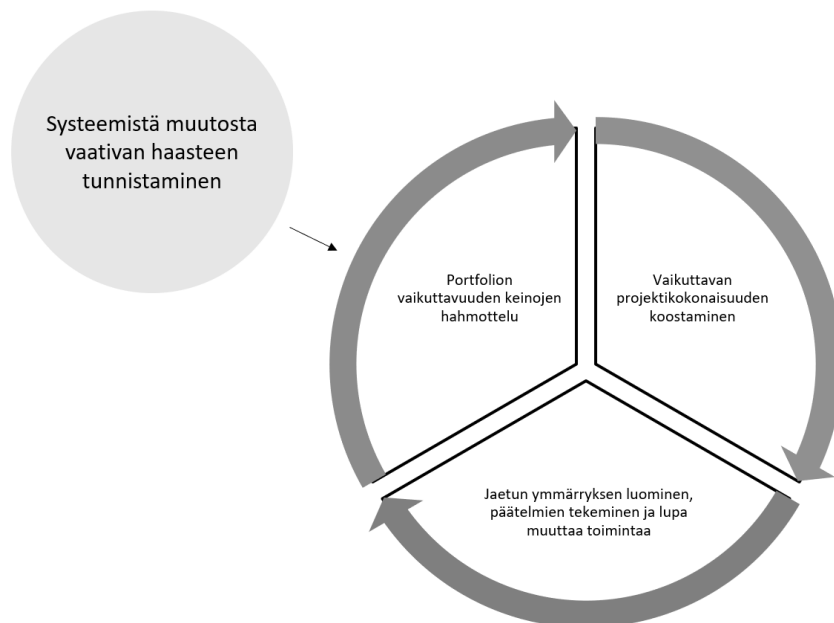 Systeemistä muutosta
vaativan haasteen
tunnistaminen
Portfolion
vaikuttavuuden keinojen
hahmottelu
Vaikuttavan
projektikokonaisuuden
koostaminen
Jaetun ymmärryksen luominen,
päätelmien tekeminen ja lupa
muuttaa toimintaa